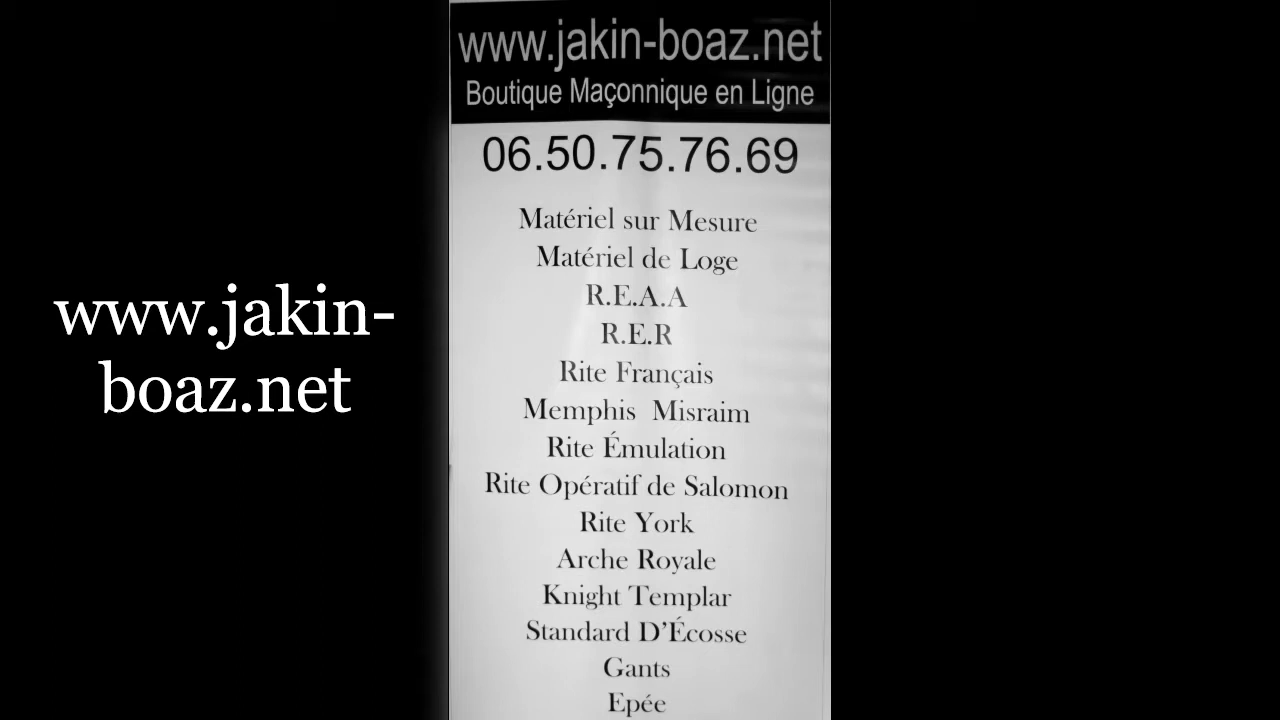 www.jakin-
boaz.net
www.jakin-boaz.net
Boutique Maçonnique en Ligne
06.50.75.76.69
Matériel sur Mesure
Matériel de Loge
R.E.A.A
R.E.R
Rite Français
Memphis Misraim
Rite Émulation
Rite Opératif de Salomon
Rite York
Arche Royale
Knight Templar
Standard D’Écosse
Gants
Epée